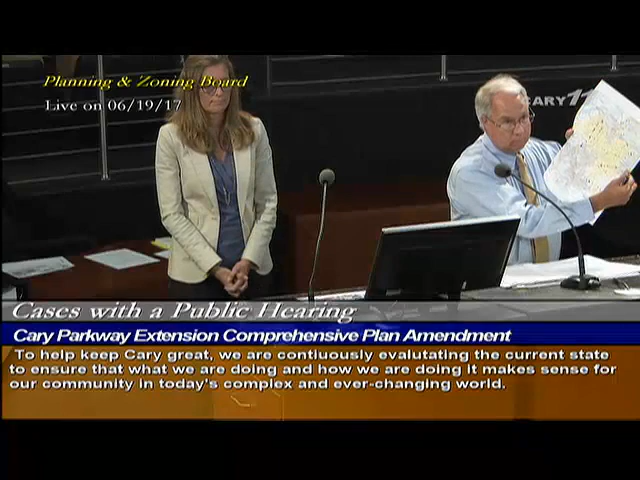 Planning & Zoning Board
Live on 06/19/17
CARY 11
Cases with a Public Hearing
Cary Parkway Extension Comprehensive Plan Amendment
To help keep Cary great, we are contiuously evalutating the current state
to ensure that what we are doing and how we are doing it makes sense for
our community in today's complex and ever-changing world.